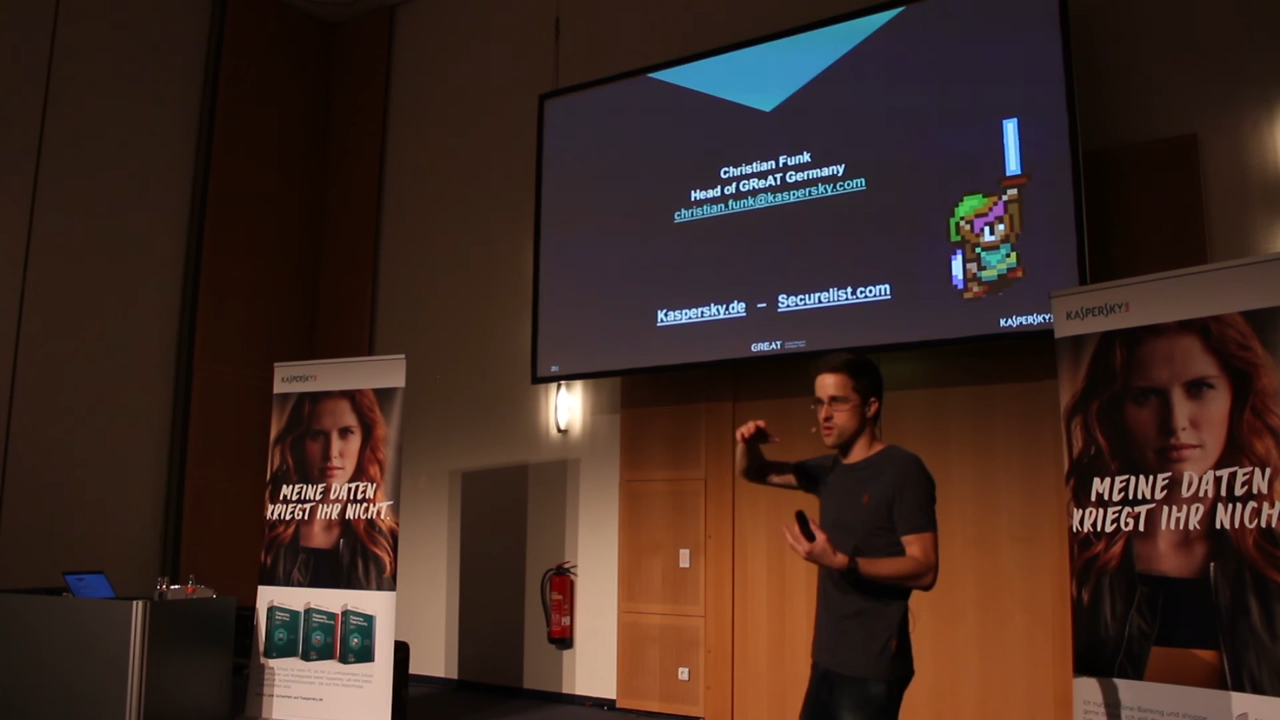 Christian Funk
Head of GReAT Germany
christian.funk@kaspersky.com
Kaspersky.de – Securelist.com
KASPERSKY
GREAT
KASPERSKY
MEINE DATEN
KRIEGT IHR NICHT.
KASPERSKY
MEINE DATEN
KRIEGT IHR NICH